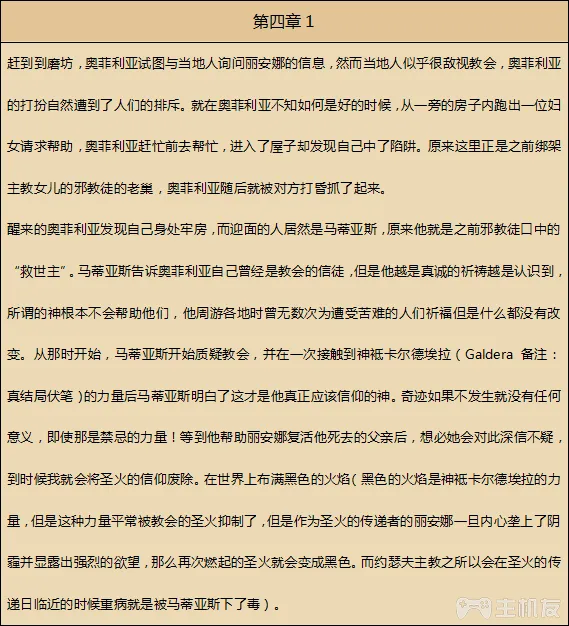 第四章 1
赶到到磨坊，奥菲利亚试图与当地人询问丽安娜的信息，然而当地人似乎很敌视教会，奥菲利亚
的打扮自然遭到了人们的排斥。就在奥菲利亚不知如何是好的时候，从一旁的房子内跑出一位妇
女请求帮助，奥菲利亚赶忙前去帮忙，进入了屋子却发现自己中了陷阱。原来这里正是之前绑架
主教女儿的邪教徒的老巢，奥菲利亚随后就被对方打昏抓了起来。
醒来的奥菲利亚发现自己身处牢房，而迎面的人居然是马蒂亚斯，原来他就是之前邪教徒口中的
“救世主”。马蒂亚斯告诉奥菲利亚自己曾经是教会的信徒，但是他越是真诚的祈祷越是认识到，
所谓的神根本不会帮助他们，他周游各地时曾无数次为遭受苦难的人们祈福但是什么都没有改
变。从那时开始，马蒂亚斯开始质疑教会，并在一次接触到神祇卡尔德埃拉（Galdera 备注：
真结局伏笔）的力量后马蒂亚斯明白了这才是他真正应该信仰的神。奇迹如果不发生就没有任何
意义，即使那是禁忌的力量！等到他帮助丽安娜复活他死去的父亲后，想必她会对此深信不疑，
到时候我就会将圣火的信仰废除。在世界上布满黑色的火焰（黑色的火焰是神祇卡尔德埃拉的力
量，但是这种力量平常被教会的圣火抑制了，但是作为圣火的传递者的丽安娜一旦内心垄上了阴
霾并显露出强烈的欲望，那么再次燃起的圣火就会变成黑色。而约瑟夫主教之所以会在圣火的传
递日临近的时候重病就是被马蒂亚斯下了毒）。
主机友